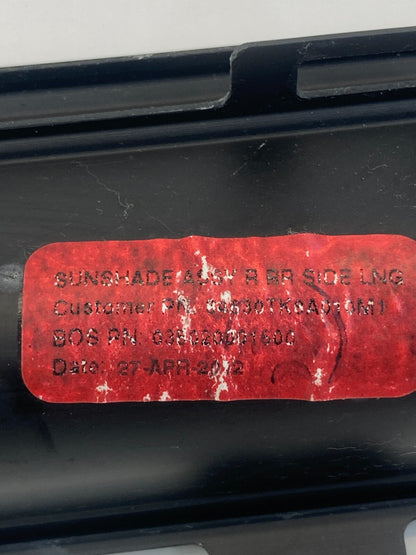 SUNSHADE ASSY R RR SIDE LNG
Customer PN:
BOS PN:
Date: 27-APR-2012